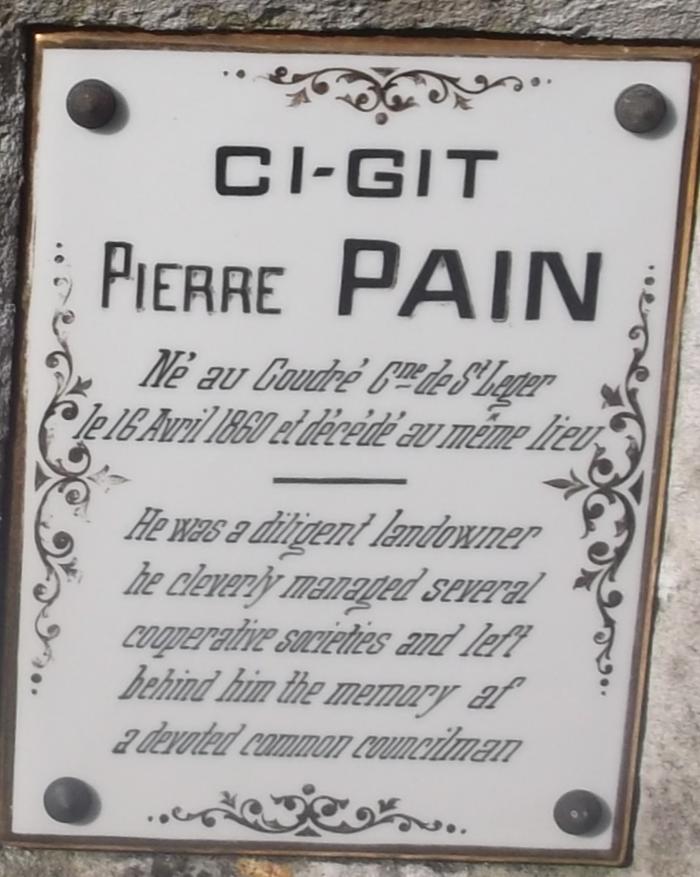 CI-GIT
PIERRE PAIN
Né au Coudré Cne de St Leger
le 16 Avril 1860 et décédé au même lieu
He was a diligent landowner
he cleverly managed several
cooperative societies and left
behind him the memory af
a devoted common councilman